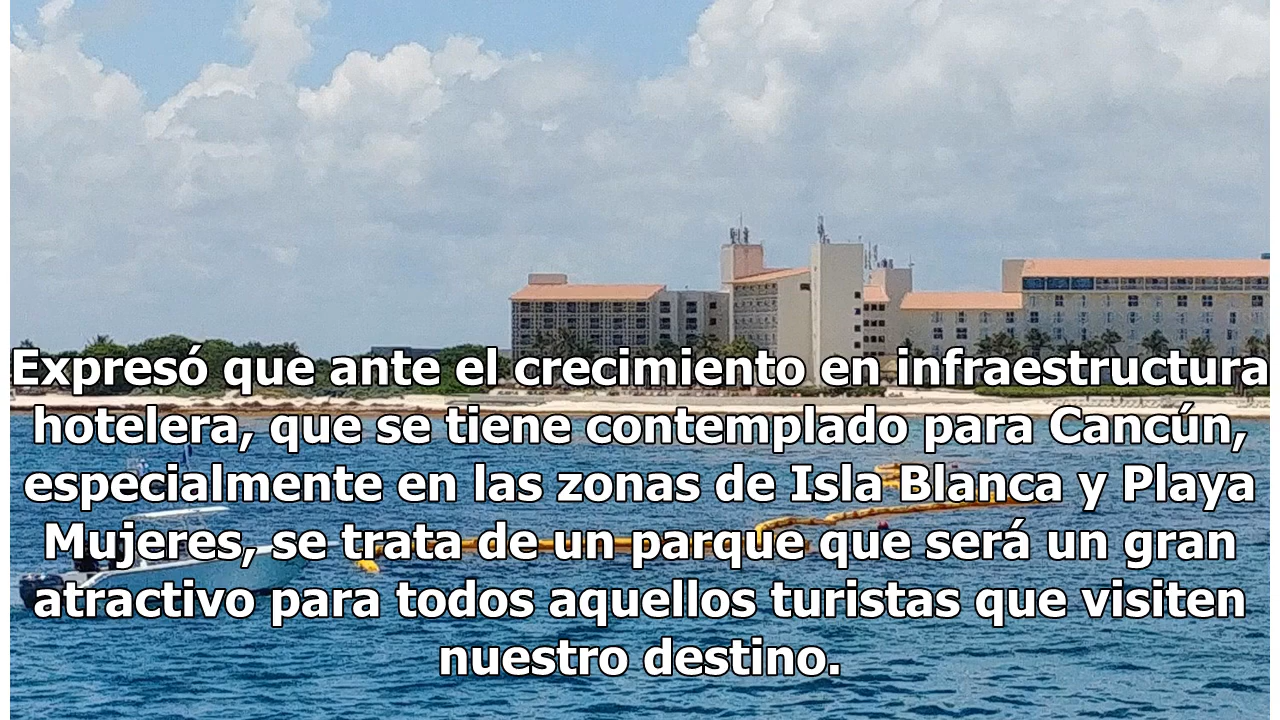 Expresó que ante el crecimiento en infraestructura
hotelera, que se tiene contemplado para Cancún,
especialmente en las zonas de Isla Blanca y Playa
Mujeres, se trata de un parque que será un gran
atractivo para todos aquellos turistas que visiten
nuestro destino.